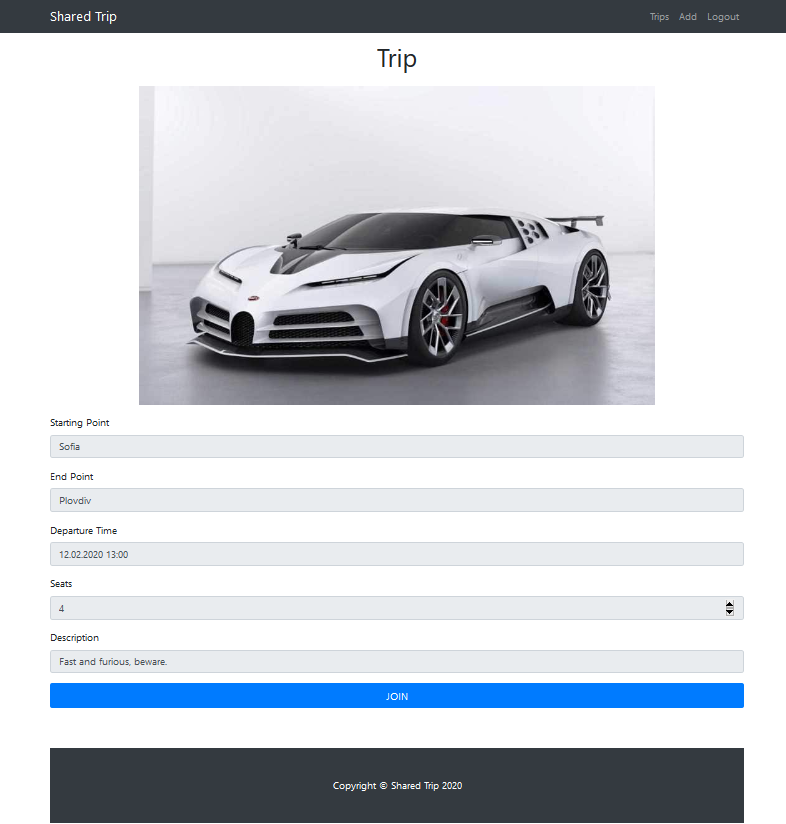 Shared Trip
Trips Add Logout
Trip
Starting Point
Sofia
End Point
Plovdiv
Departure Time
12.02.2020 13:00
Seats
4
Description
Fast and furious, beware.
JOIN
Copyright © Shared Trip 2020